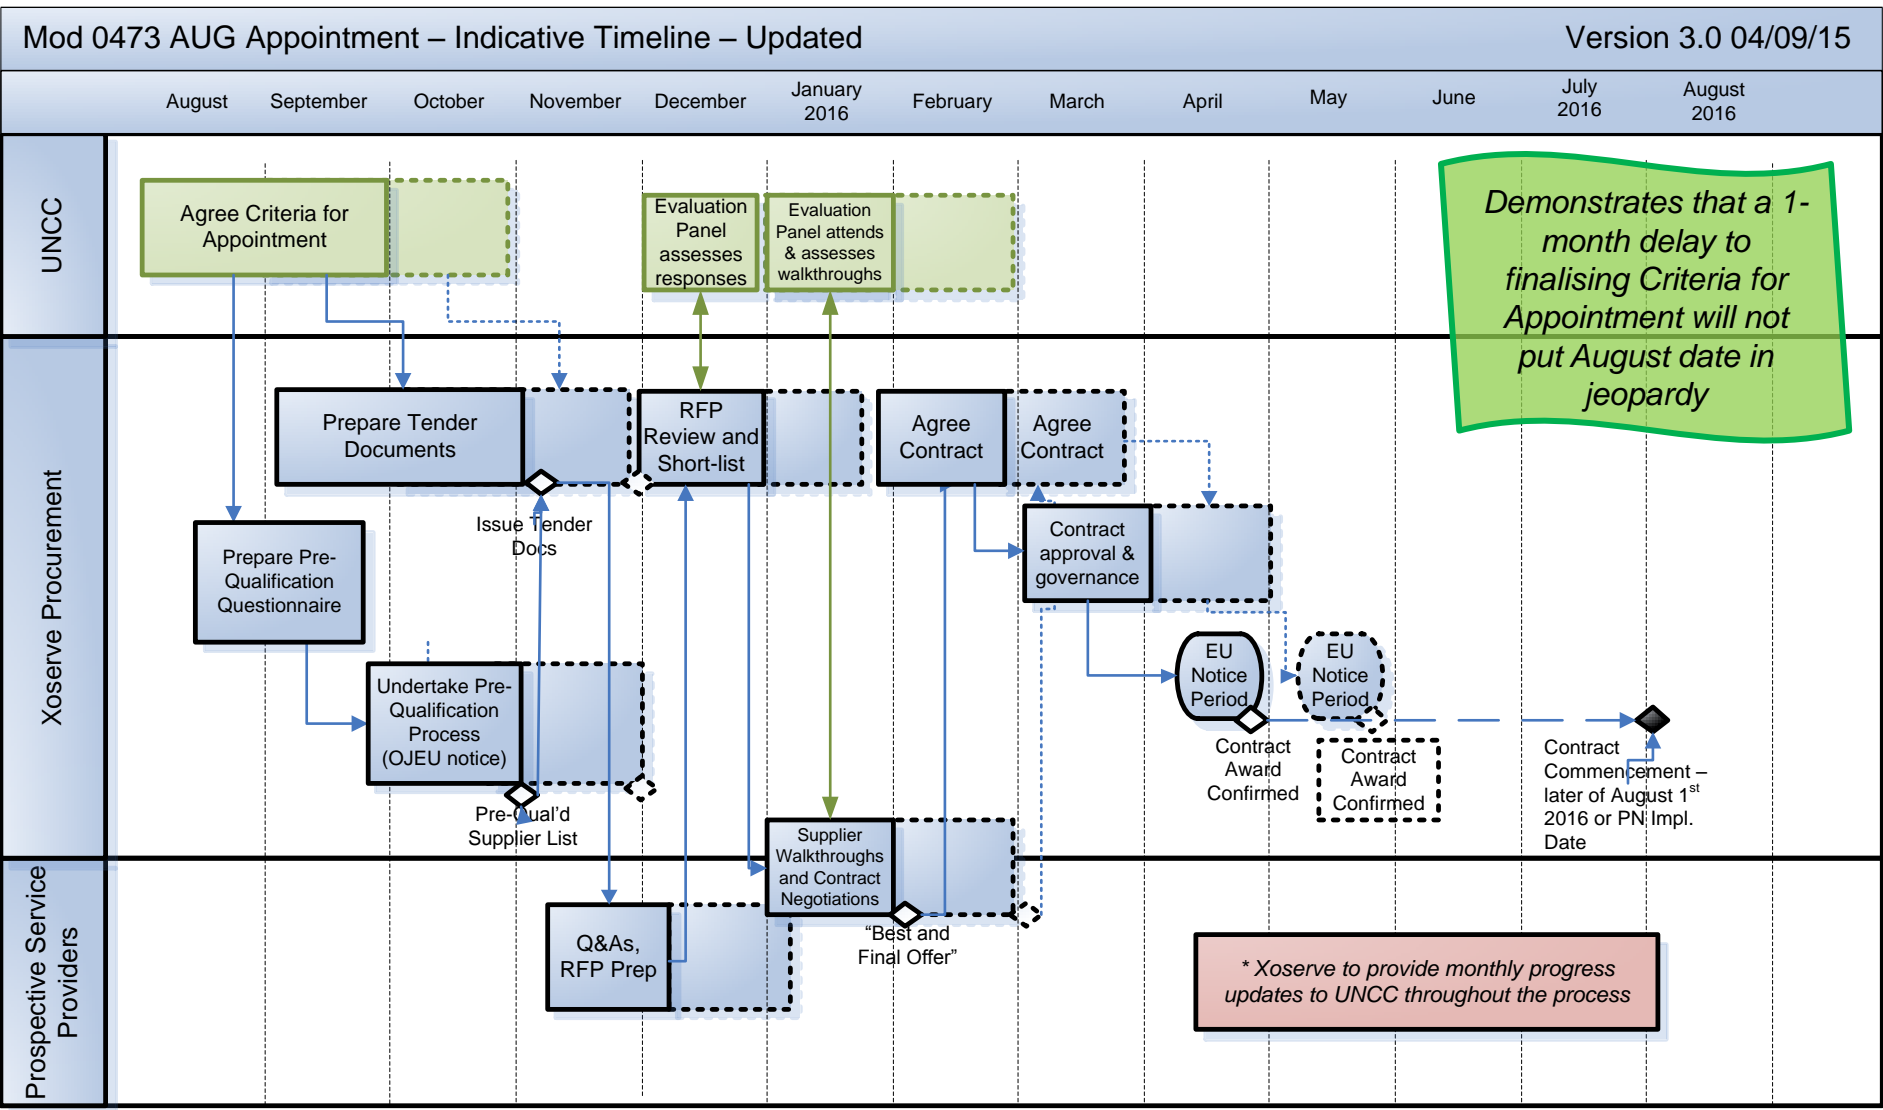 Mod 0473 AUG Appointment – Indicative Timeline – Updated
Version 3.0 04/09/15
August
September
October
November
December
January
2016
February
March
April
May
June
July
2016
August
2016
UNCC
Agree Criteria for
Appointment
Evaluation
Panel
assesses
responses
Evaluation
Panel attends
& assesses
walkthroughs
Demonstrates that a 1-
month delay to
finalising Criteria for
Appointment will not
put August date in
jeopardy
Xoserve Procurement
Prepare Tender
Documents
RFP
Review and
Short-list
Agree
Contract
Agree
Contract
Issue Tender
Docs
Prepare Pre-
Qualification
Questionnaire
Contract
approval &
governance
Undertake Pre-
Qualification
Process
(OJEU notice)
EU
Notice
Period
EU
Notice
Period
Contract
Award
Confirmed
Contract
Award
Confirmed
Contract
Commencement –
later of August 1st
2016 or PN Impl.
Date
Pre-Qual’d
Supplier List
Supplier
Walkthroughs
and Contract
Negotiations
Prospective Service
Providers
Q&As,
RFP Prep
“Best and
Final Offer”
* Xoserve to provide monthly progress
updates to UNCC throughout the process